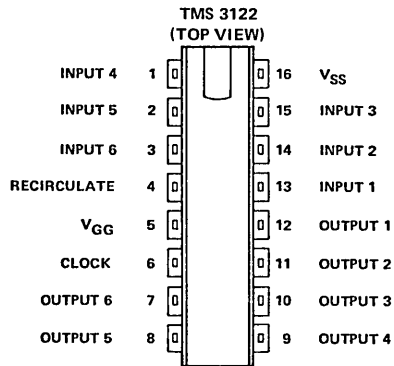 TMS 3122
(TOP VIEW)
INPUT 4 1 16 VSS
INPUT 5 2 15 INPUT 3
INPUT 6 3 14 INPUT 2
RECIRCULATE 4 13 INPUT 1
VGG 5 12 OUTPUT 1
CLOCK 6 11 OUTPUT 2
OUTPUT 6 7 10 OUTPUT 3
OUTPUT 5 8 9 OUTPUT 4